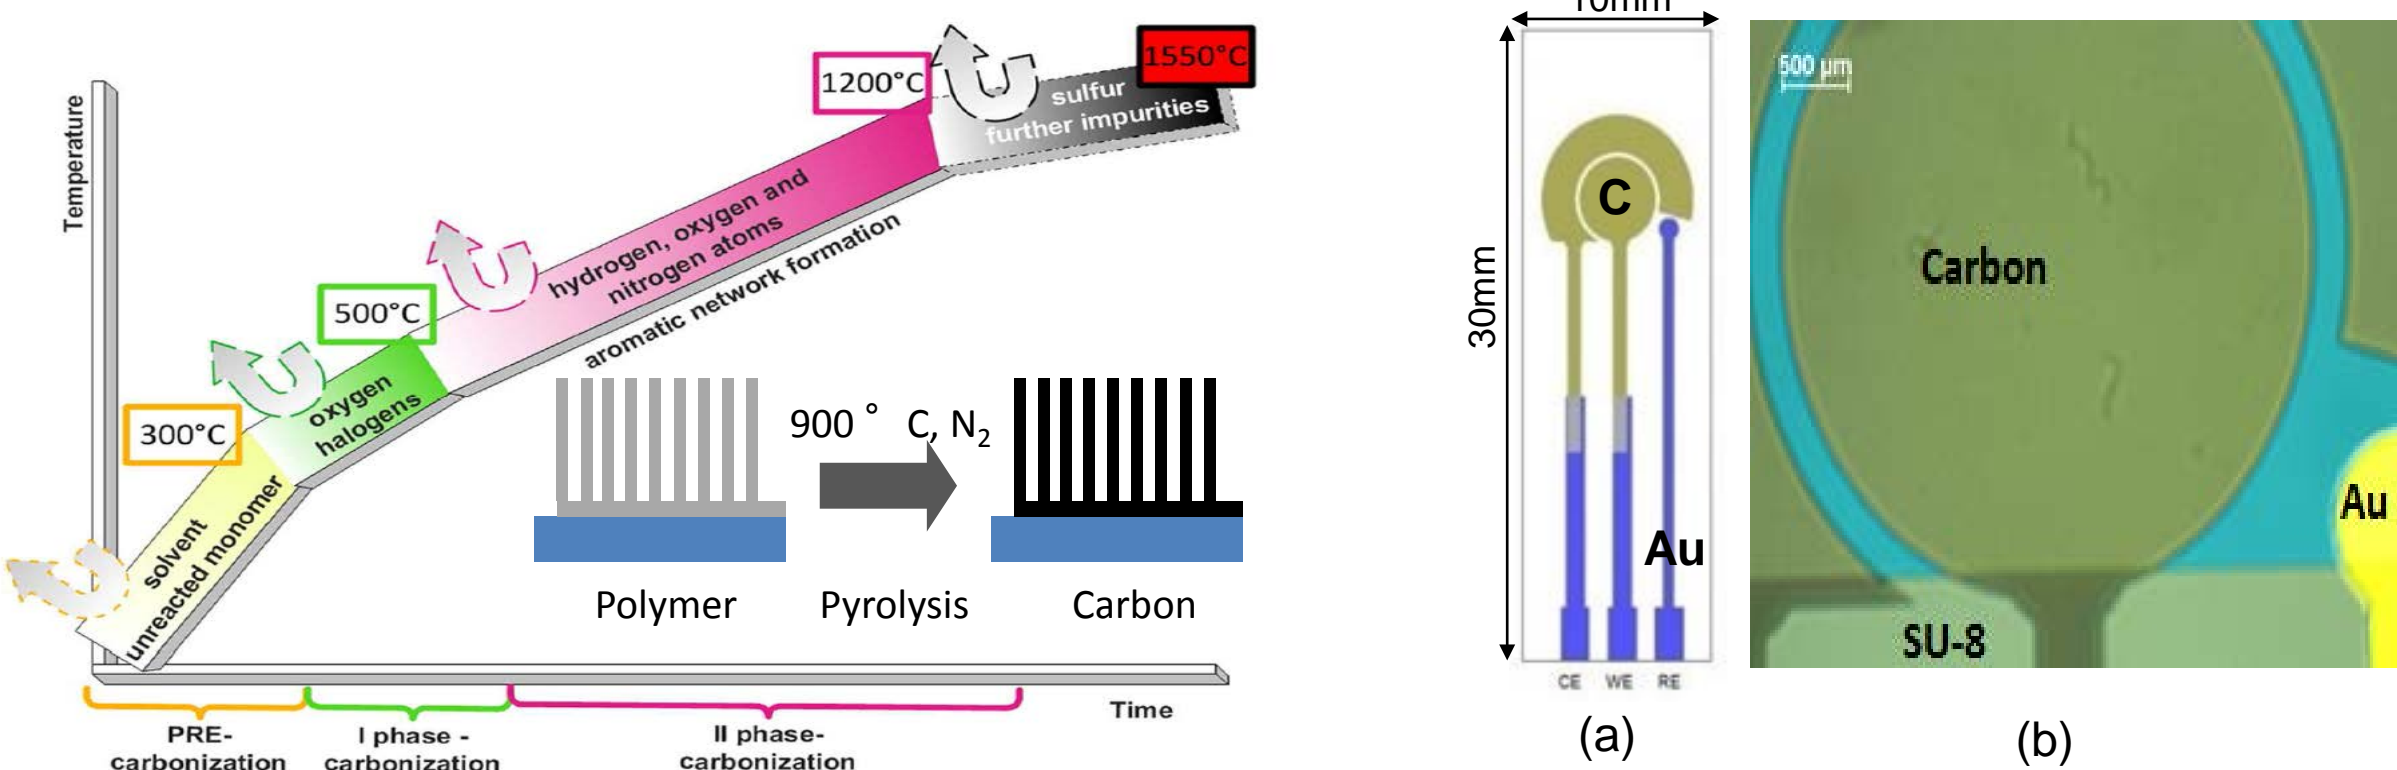 Temperature
300°C
500°C
1200°C
1550°C
solvent
unreacted monomer
oxygen
halogens
hydrogen, oxygen and
nitrogen atoms
aromatic network formation
sulfur
further impurities
900 ° C, N2
Polymer
Pyrolysis
Carbon
Time
PRE-
carbonization
I phase -
carbonization
II phase-
carbonization
10mm
30mm
C
Au
CE WE RE
(a)
500 µm
Carbon
Au
SU-8
(b)